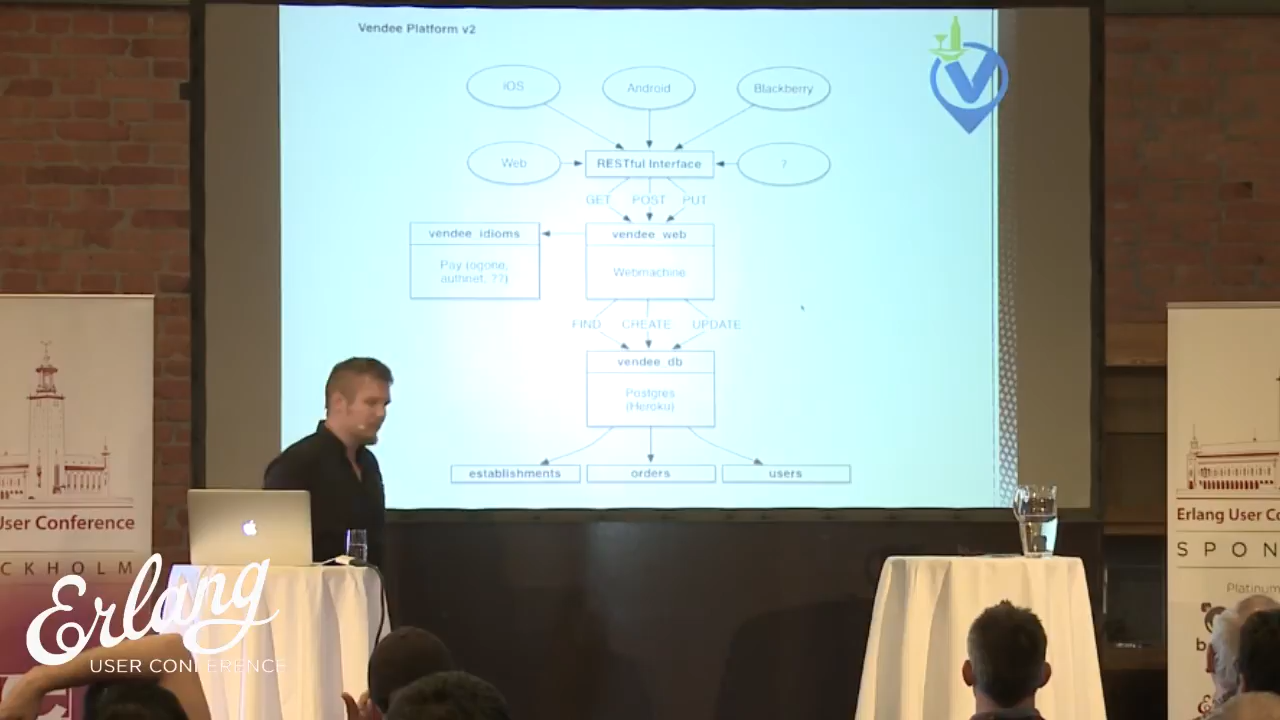 Vendee Platform v2
iOS
Android
Blackberry
Web
RESTful Interface
?
GET
POST
PUT
vendee idioms
vendee web
Pay (ogone,
authnet, ??)
Webmachine
FIND
CREATE
UPDATE
vendee db
Postgres
(Heroku)
establishments
orders
users
User Conference
CKHOLM
Erlang
USER CONFERENCE
Erlang User Co
SPON
Platinum
b